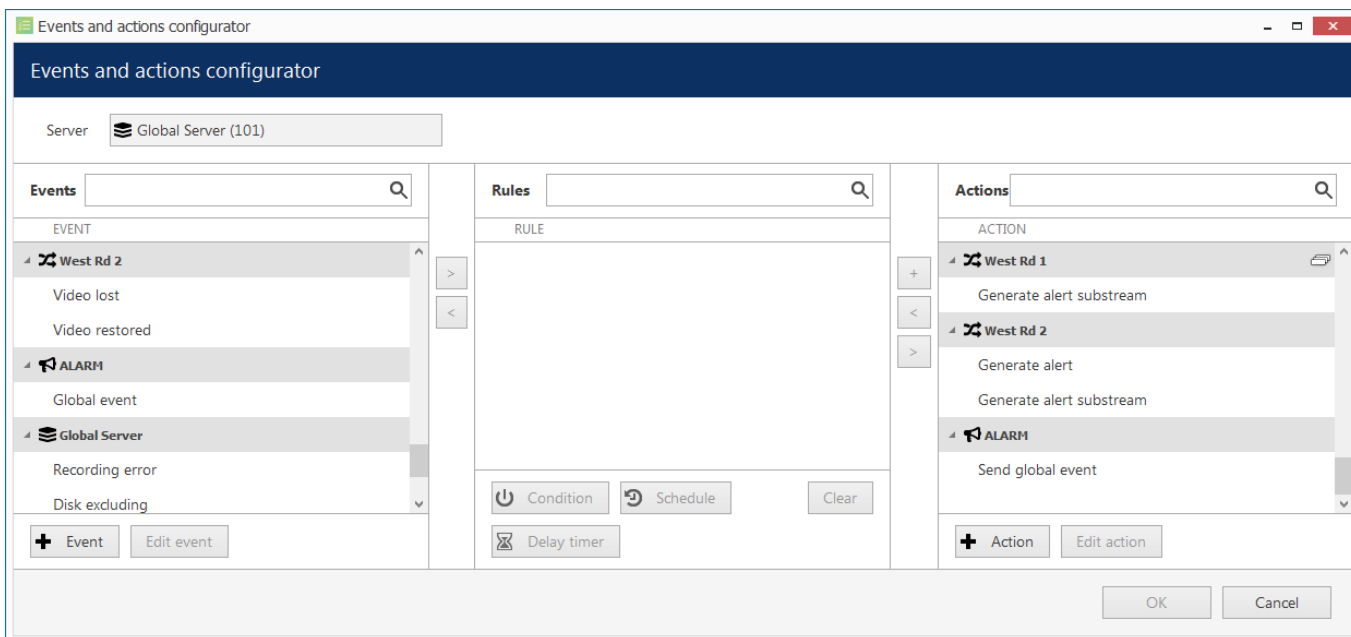 Events and actions configurator
Events and actions configurator
Server Global Server (101)
Events Rules Actions
EVENT RULE ACTION
West Rd 2 West Rd 1
> +
Video lost Generate alert substream
< <
Video restored West Rd 2
>
ALARM Generate alert
Global event Generate alert substream
Global Server ALARM
Recording error Send global event
Disk excluding Condition Schedule Clear
Event Edit event Delay timer Action Edit action
OK Cancel